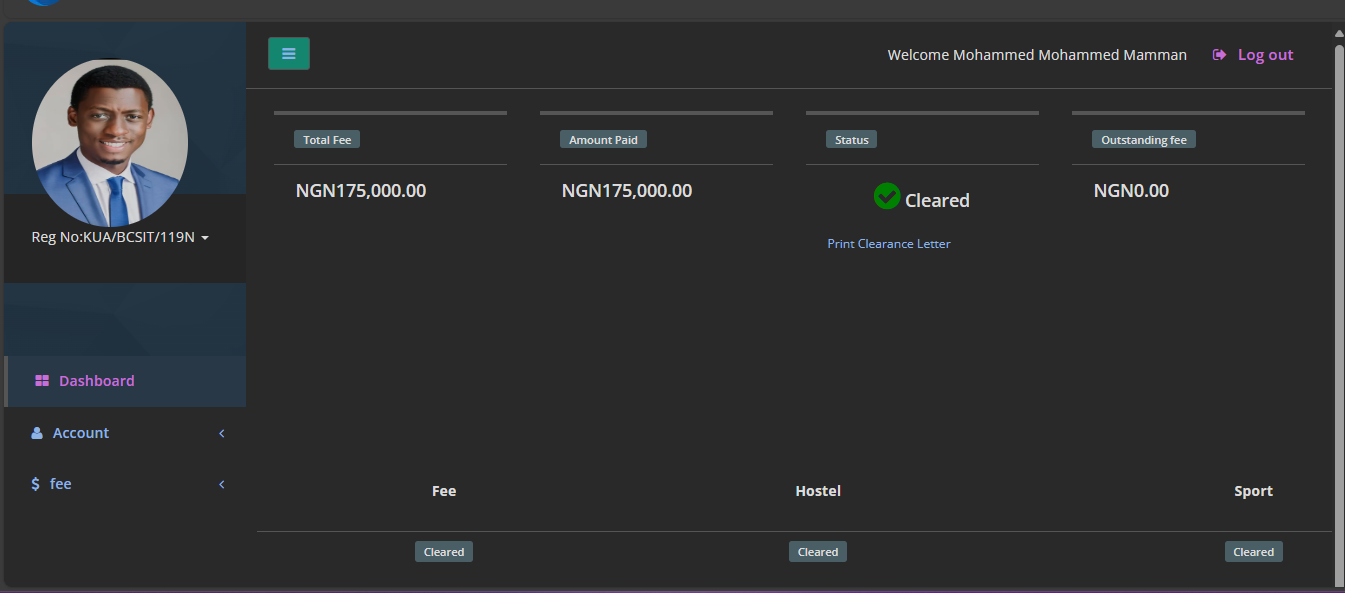 Welcome Mohammed Mohammed Mamman
Log out
Total Fee
Amount Paid
Status
Outstanding fee
NGN175,000.00
NGN175,000.00
Cleared
NGN0.00
Print Clearance Letter
Reg No:KUA/BCSIT/119N
Dashboard
Account
fee
Fee
Hostel
Sport
Cleared
Cleared
Cleared